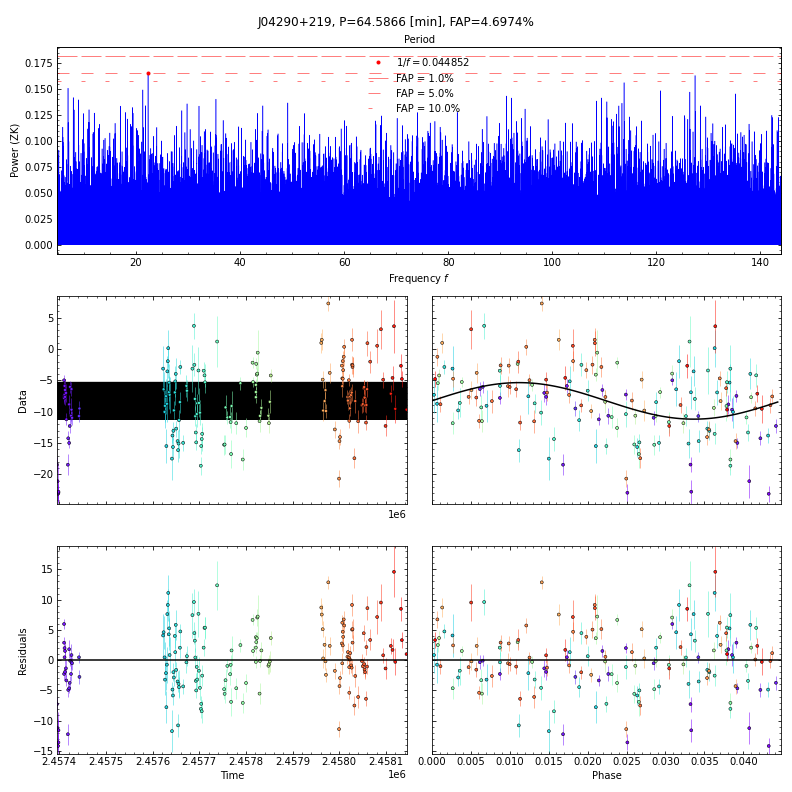 J04290+219, P=64.5866 [min], FAP=4.6974%
Period
Power (ZK)
0.175
0.150
0.125
0.100
0.075
0.050
0.025
0.000
1/f = 0.044852
FAP = 1.0%
FAP = 5.0%
FAP = 10.0%
20 40 60 80 100 120 140
Frequency f
Data
5
0
−5
−10
−15
−20
1e6
Residuals
15
10
5
0
−5
−10
−15
2.4574 2.4575 2.4576 2.4577 2.4578 2.4579 2.4580 2.4581
1e6
Time
0.000 0.005 0.010 0.015 0.020 0.025 0.030 0.035 0.040
Phase